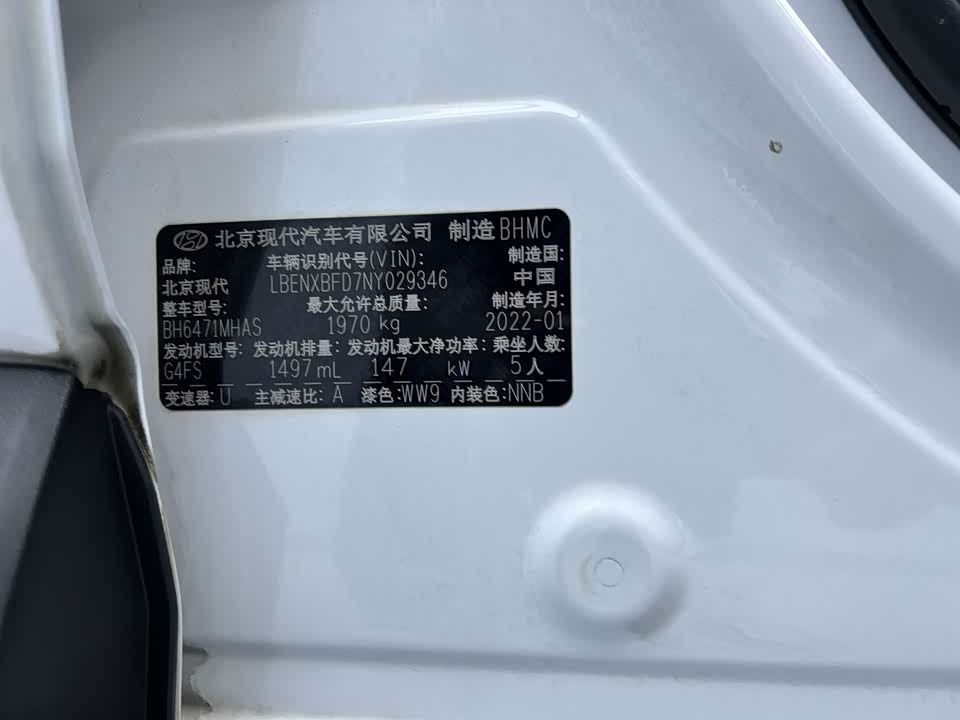 北京现代汽车有限公司 制造 BHMC
品牌: 车辆识别代号(VIN): 制造国:
北京现代 LBENXBFD7NY029346 中国
整车型号: 最大允许总质量: 制造年月:
BH6471MHAS 1970 kg 2022-01
发动机型号: 发动机排量: 发动机最大净功率: 乘坐人数:
G4FS 1497 mL 147 kW 5人
变速器: U 主减速比: A 漆色: WW9 内装色: NNB